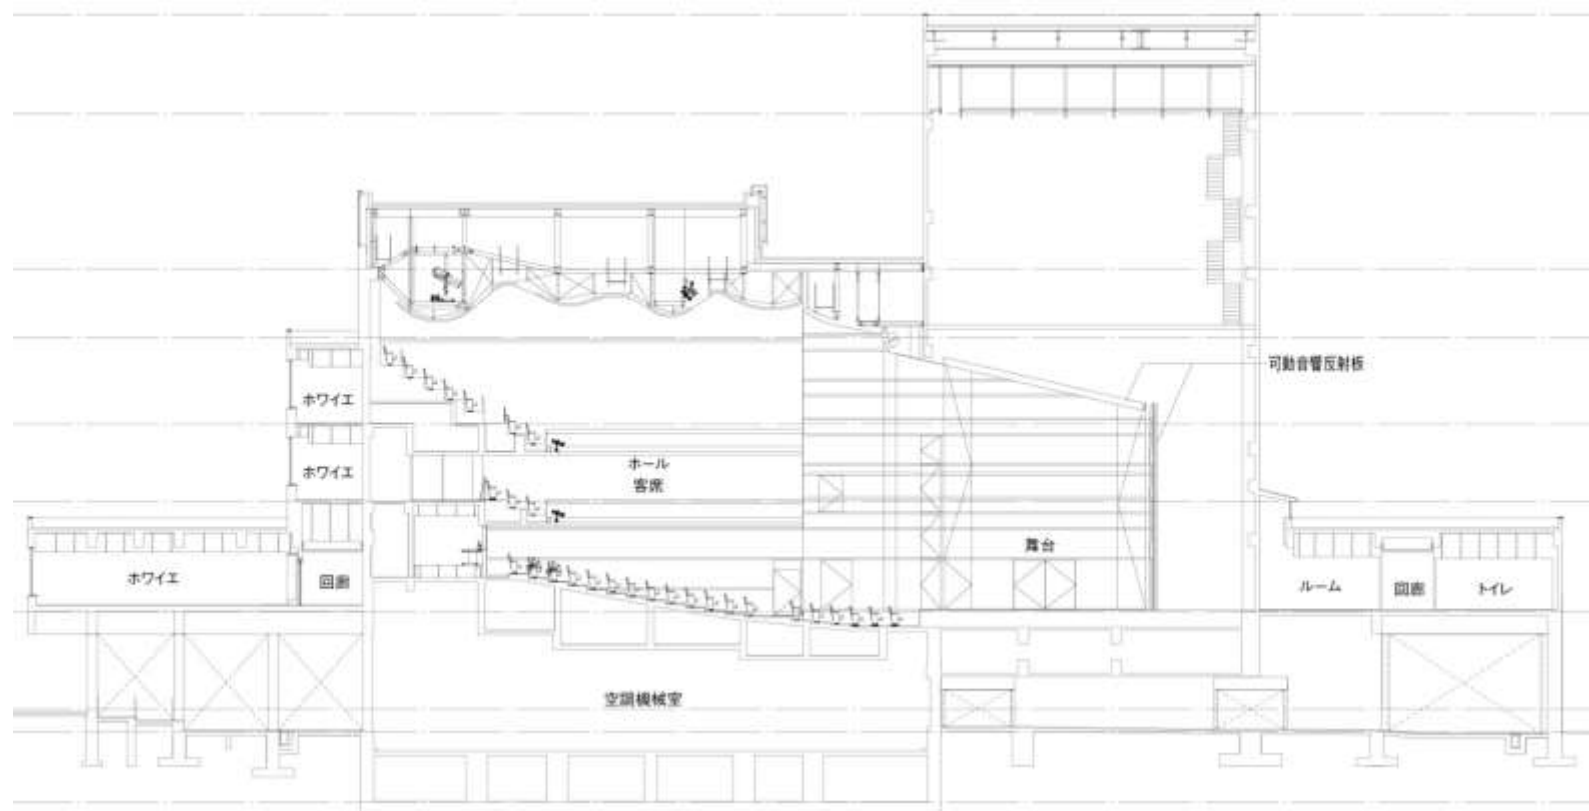 可動音響反射板
ホワイエ
ホワイエ
ホール
客席
舞台
ホワイエ
回廊
ルーム
回廊
トイレ
空調機械室